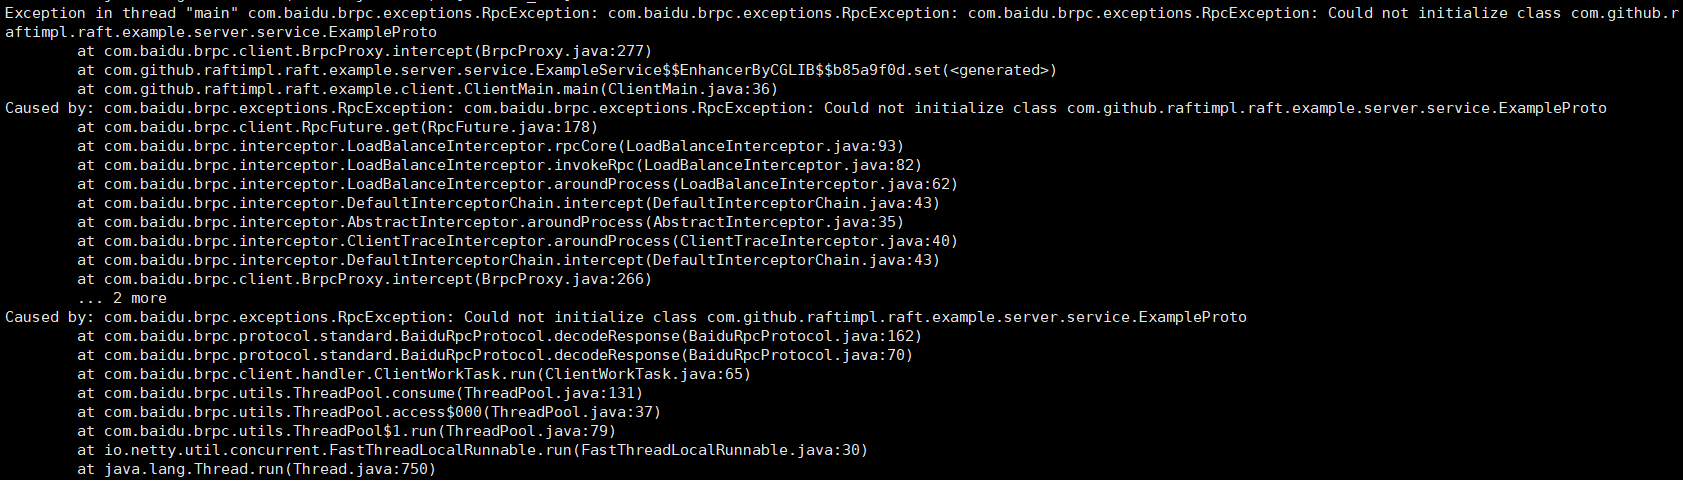 Exception in thread "main" com.baidu.brpc.exceptions.RpcException: com.baidu.brpc.exceptions.RpcException: com.baidu.brpc.exceptions.RpcException: Could not initialize class com.github.r
aftimpl.raft.example.server.service.ExampleProto
        at com.baidu.brpc.client.BrpcProxy.intercept(BrpcProxy.java:277)
        at com.github.raftimpl.raft.example.server.service.ExampleService$$EnhancerByCGLIB$$b85a9f0d.set(<generated>)
        at com.github.raftimpl.raft.example.client.ClientMain.main(ClientMain.java:36)
Caused by: com.baidu.brpc.exceptions.RpcException: com.baidu.brpc.exceptions.RpcException: Could not initialize class com.github.raftimpl.raft.example.server.service.ExampleProto
        at com.baidu.brpc.client.RpcFuture.get(RpcFuture.java:178)
        at com.baidu.brpc.interceptor.LoadBalanceInterceptor.rpcCore(LoadBalanceInterceptor.java:93)
        at com.baidu.brpc.interceptor.LoadBalanceInterceptor.invokeRpc(LoadBalanceInterceptor.java:82)
        at com.baidu.brpc.interceptor.LoadBalanceInterceptor.aroundProcess(LoadBalanceInterceptor.java:62)
        at com.baidu.brpc.interceptor.DefaultInterceptorChain.intercept(DefaultInterceptorChain.java:43)
        at com.baidu.brpc.interceptor.AbstractInterceptor.aroundProcess(AbstractInterceptor.java:35)
        at com.baidu.brpc.interceptor.ClientTraceInterceptor.aroundProcess(ClientTraceInterceptor.java:40)
        at com.baidu.brpc.interceptor.DefaultInterceptorChain.intercept(DefaultInterceptorChain.java:43)
        at com.baidu.brpc.client.BrpcProxy.intercept(BrpcProxy.java:266)
        ... 2 more
Caused by: com.baidu.brpc.exceptions.RpcException: Could not initialize class com.github.raftimpl.raft.example.server.service.ExampleProto
        at com.baidu.brpc.protocol.standard.BaiduRpcProtocol.decodeResponse(BaiduRpcProtocol.java:162)
        at com.baidu.brpc.protocol.standard.BaiduRpcProtocol.decodeResponse(BaiduRpcProtocol.java:70)
        at com.baidu.brpc.client.handler.ClientWorkTask.run(ClientWorkTask.java:65)
        at com.baidu.brpc.utils.ThreadPool.consume(ThreadPool.java:131)
        at com.baidu.brpc.utils.ThreadPool.access$000(ThreadPool.java:37)
        at com.baidu.brpc.utils.ThreadPool$1.run(ThreadPool.java:79)
        at io.netty.util.concurrent.FastThreadLocalRunnable.run(FastThreadLocalRunnable.java:30)
        at java.lang.Thread.run(Thread.java:750)